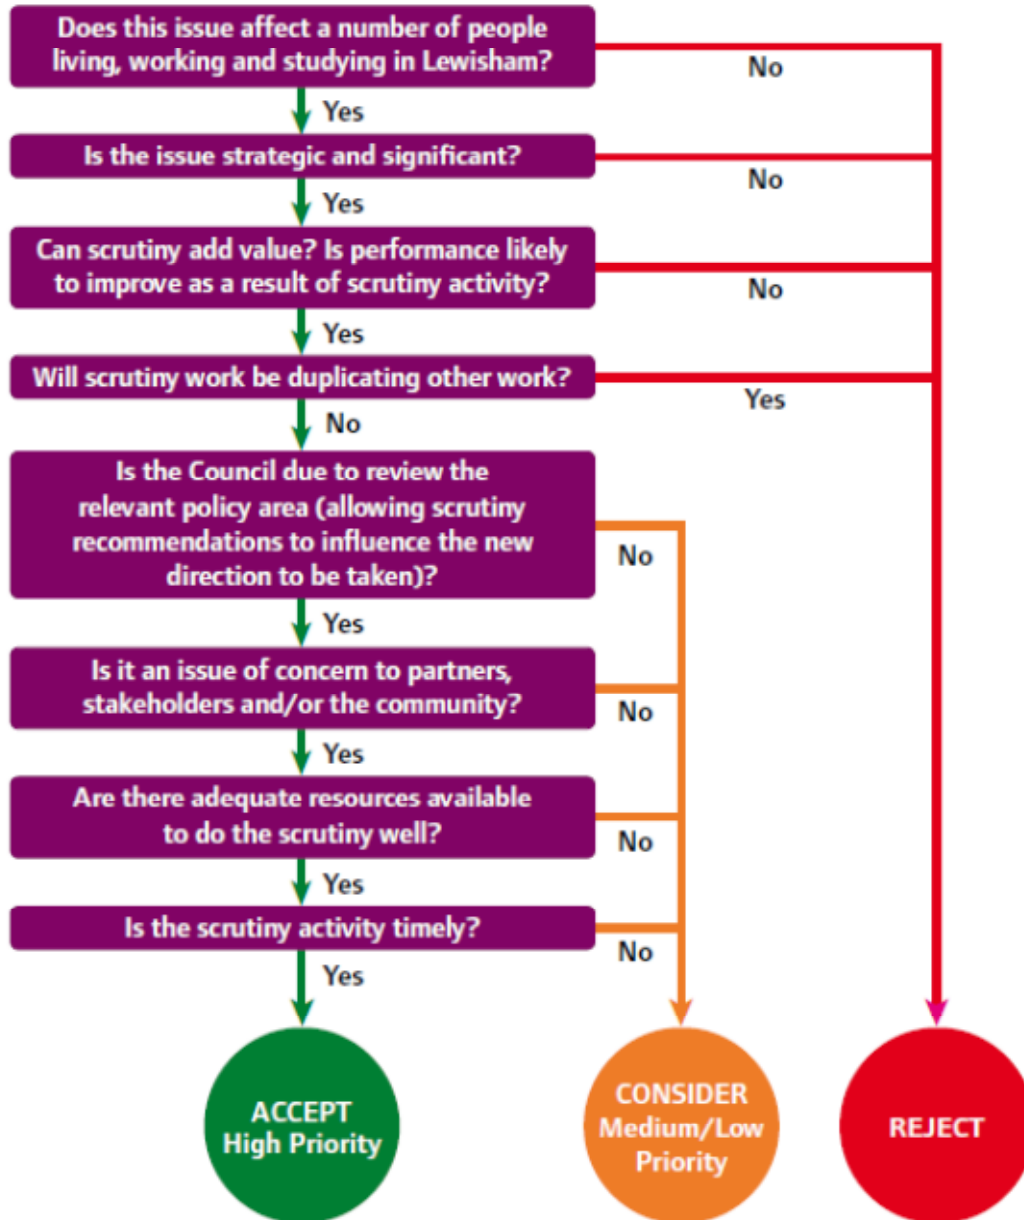 Does this issue affect a number of people
living, working and studying in Lewisham?
No
Yes
Is the issue strategic and significant?
No
Yes
Can scrutiny add value? Is performance likely
to improve as a result of scrutiny activity?
No
Yes
Will scrutiny work be duplicating other work?
Yes
No
Is the Council due to review the
relevant policy area (allowing scrutiny
recommendations to influence the new
direction to be taken)?
No
Yes
Is it an issue of concern to partners,
stakeholders and/or the community?
No
Yes
Are there adequate resources available
to do the scrutiny well?
No
Yes
Is the scrutiny activity timely?
No
Yes
ACCEPT
High Priority
CONSIDER
Medium/Low
Priority
REJECT